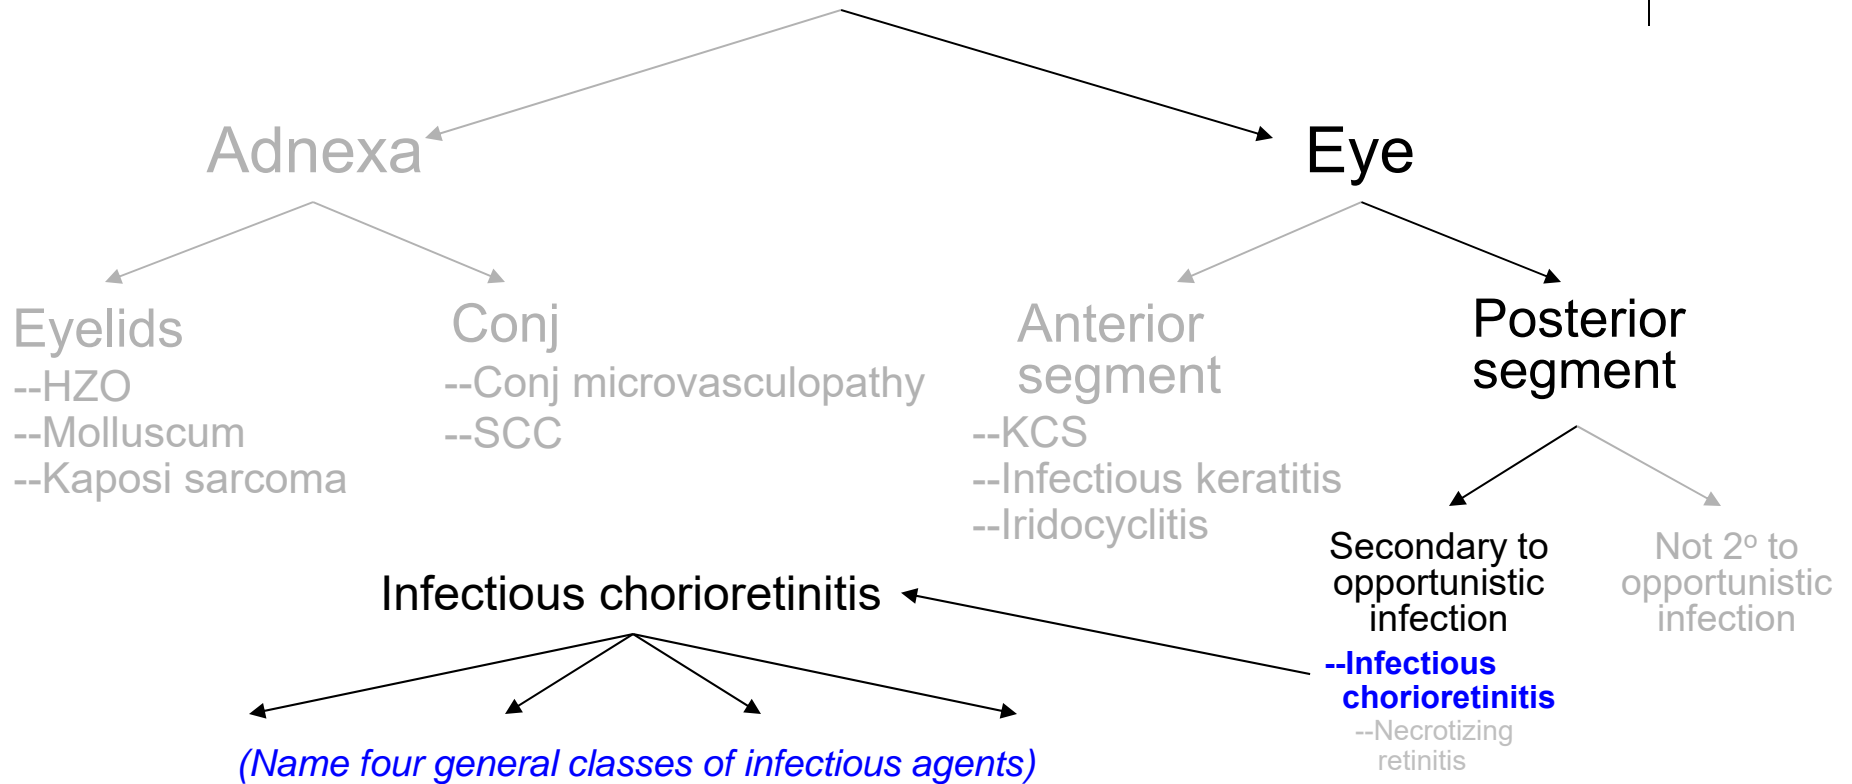 Adnexa
Eye
Eyelids
--HZO
--Molluscum
--Kaposi sarcoma
Conj
--Conj microvasculopathy
--SCC
Anterior
segment
--KCS
--Infectious keratitis
--Iridocyclitis
Posterior
segment
Secondary to
opportunistic
infection
Not 2º to
opportunistic
infection
--Infectious
chorioretinitis
--Necrotizing
retinitis
Infectious chorioretinitis
(Name four general classes of infectious agents)